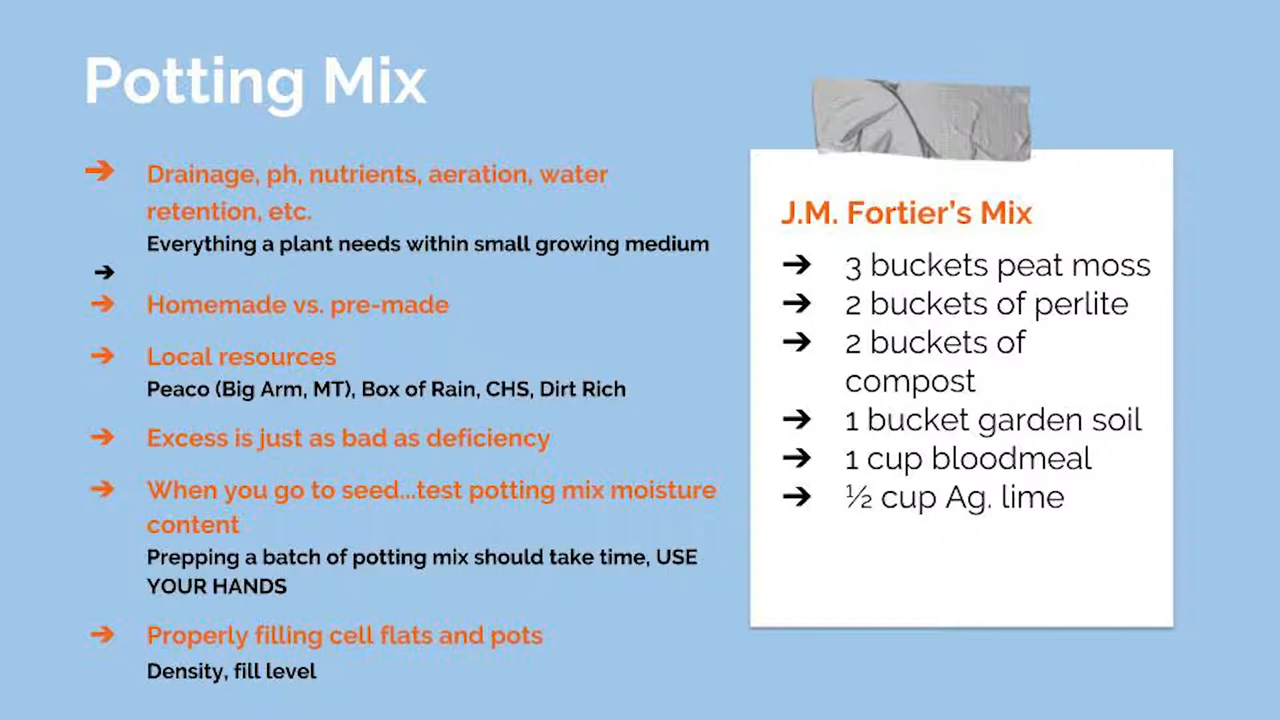 Potting Mix
➔ Drainage, ph, nutrients, aeration, water
retention, etc.
Everything a plant needs within small growing medium
➔
➔ Homemade vs. pre-made
➔ Local resources
Peaco (Big Arm, MT), Box of Rain, CHS, Dirt Rich
➔ Excess is just as bad as deficiency
➔ When you go to seed...test potting mix moisture
content
Prepping a batch of potting mix should take time, USE
YOUR HANDS
➔ Properly filling cell flats and pots
Density, fill level
J.M. Fortier's Mix
➔ 3 buckets peat moss
➔ 2 buckets of perlite
➔ 2 buckets of
compost
➔ 1 bucket garden soil
➔ 1 cup bloodmeal
➔ ½ cup Ag. lime